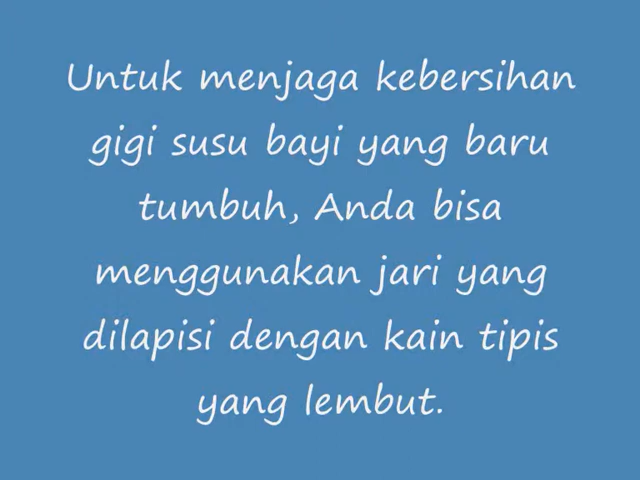 Untuk menjaga kebersihan
gigi susu bayi yang baru
tumbuh, Anda bisa
menggunakan jari yang
dilapisi dengan kain tipis
yang lembut.